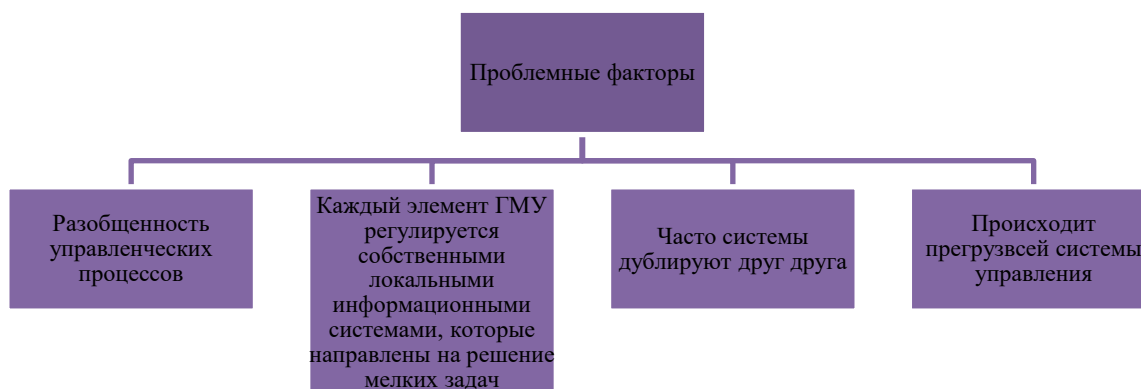 Проблемные факторы
Разобщенность
управленческих
процессов
Каждый элемент ГМУ
регулируется
собственными
локальными
информационными
системами, которые
направлены на решение
мелких задач
Часто системы
дублируют друг друга
Происходит
прегрузвсей системы
управления